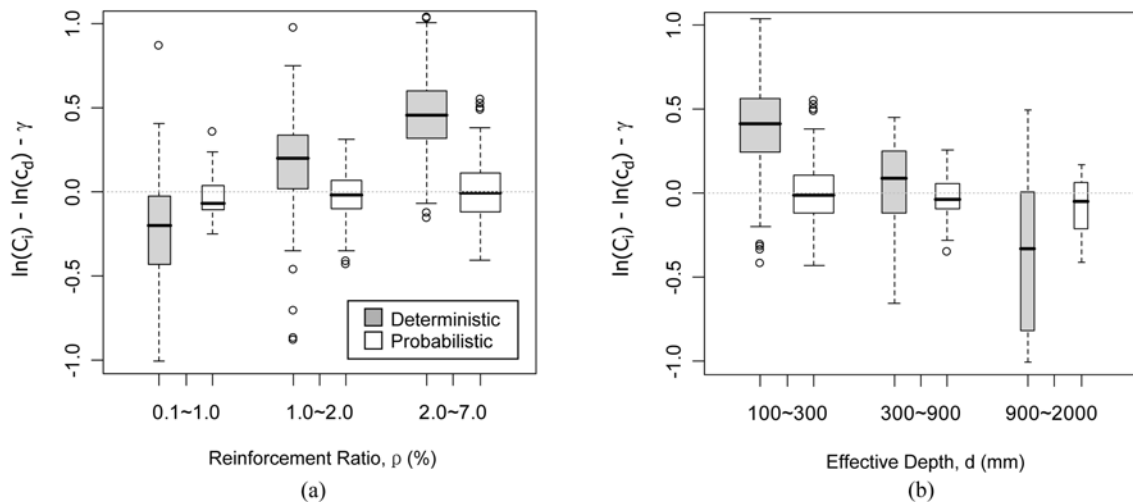 1.0
0.5
0.0
-0.5
-1.0
ln(Cᵢ) - ln(c_d) - γ
Deterministic
Probabilistic
0.1~1.0 1.0~2.0 2.0~7.0
Reinforcement Ratio, ρ (%)
(a)
1.0
0.5
0.0
-0.5
-1.0
ln(Cᵢ) - ln(c_d) - γ
100~300 300~900 900~2000
Effective Depth, d (mm)
(b)